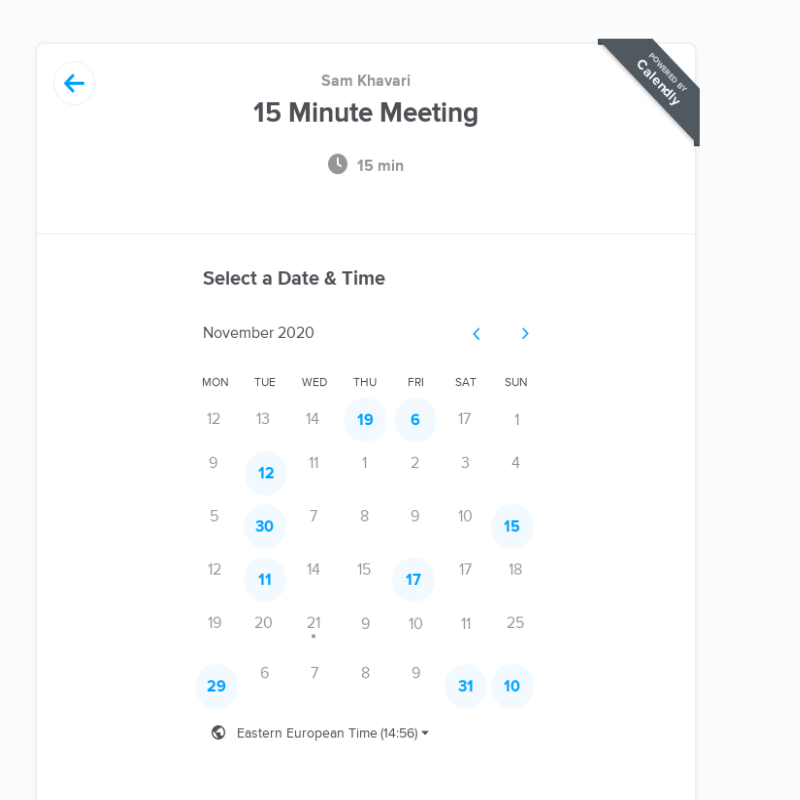 POWERED BY
Calendly
Sam Khavari
15 Minute Meeting
15 min
Select a Date & Time
November 2020
MON TUE WED THU FRI SAT SUN
12 13 14 19 6 17 1
9 12 11 1 2 3 4
5 30 7 8 9 10 15
12 11 14 15 17 17 18
19 20 21 9 10 11 25
29 6 7 8 9 31 10
Eastern European Time (14:56)